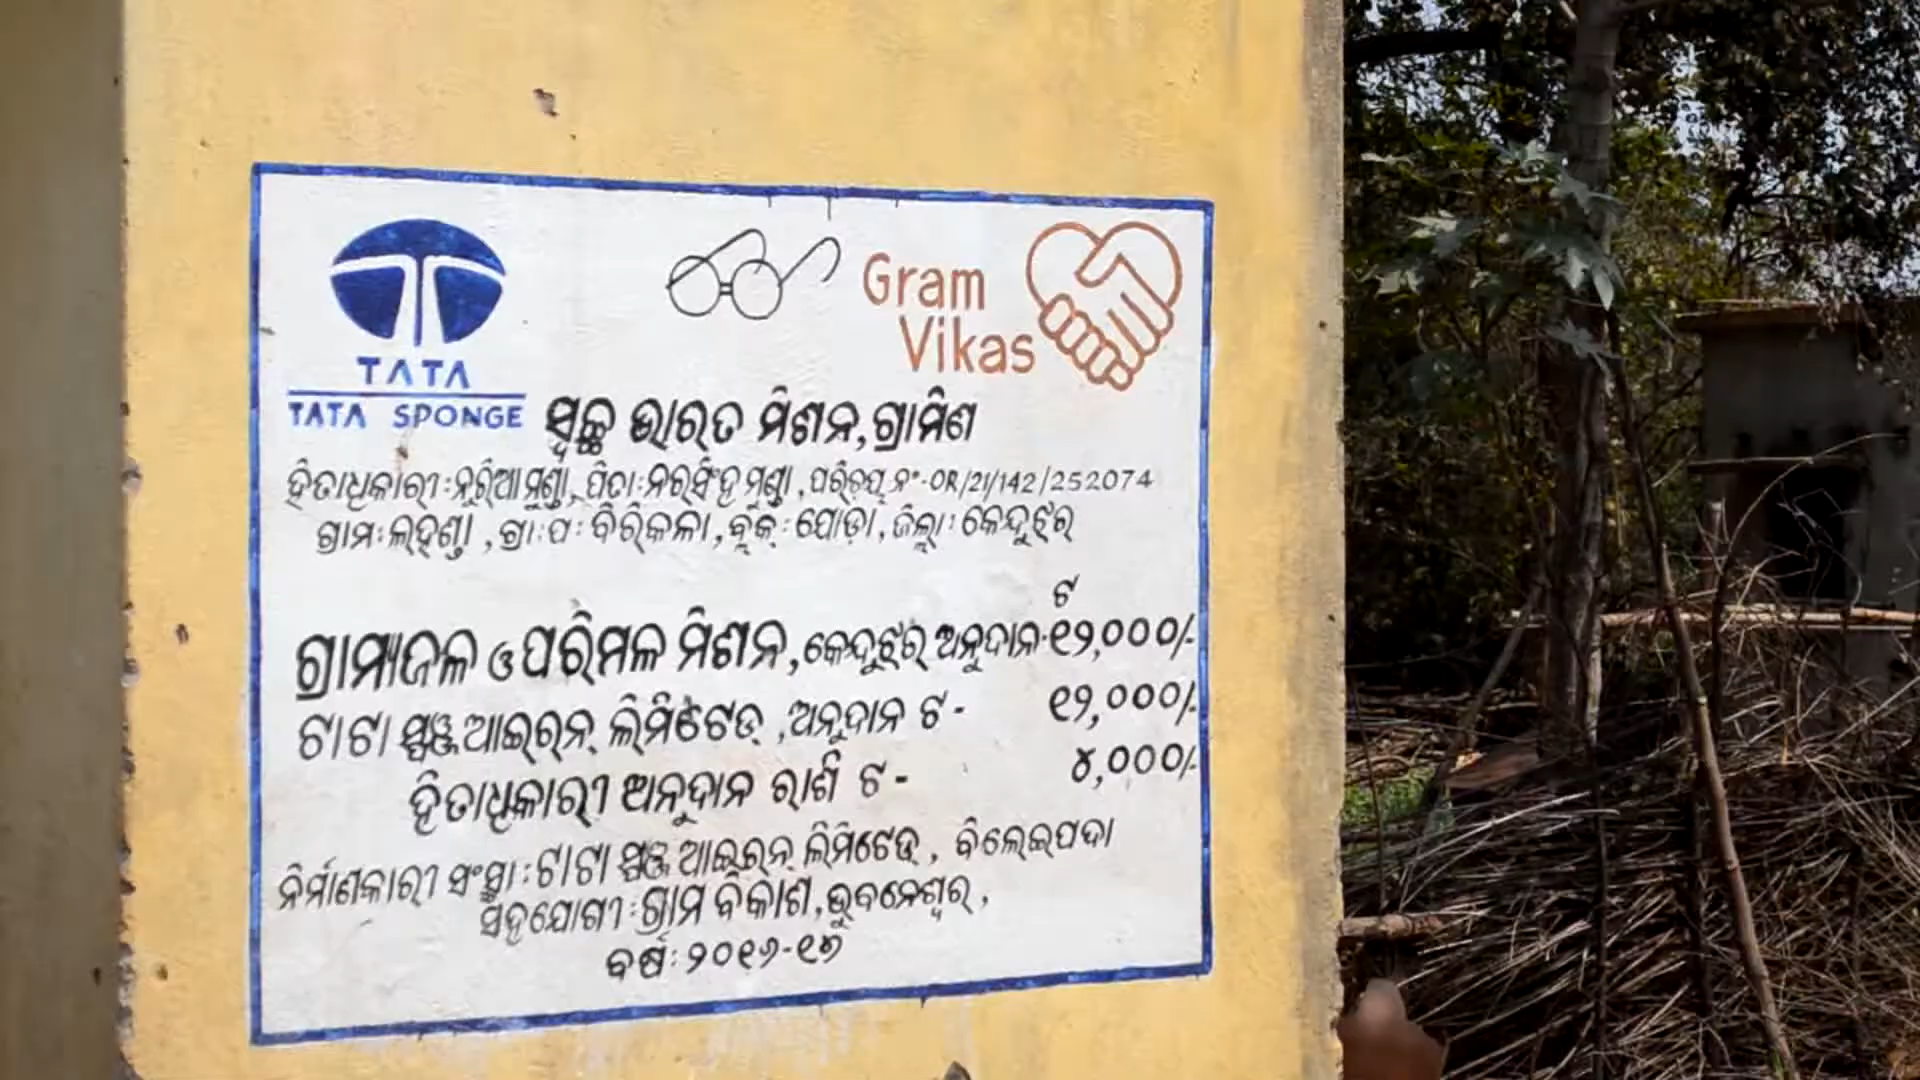 TATA
TATA SPONGE
Gram
Vikas
ସ୍ୱଚ୍ଛ ଭାରତ ମିଶନ, ଗ୍ରାମିଣ
ହିତାଧିକାରୀ : ନୁରିଆ ମୁଣ୍ଡା, ପିତା : ନରସିଂହ ମୁଣ୍ଡା, ପରିଚୟ ନଂ-OR/21/142/252074
ଗ୍ରାମ : ଲହଣ୍ଡା, ଗ୍ରା: ପ: ବିରିକଳା, ବ୍ଲକ୍ : ଯୋଡ଼ା, ଜିଲ୍ଲା : କେନ୍ଦୁଝର
ଟ
ଗ୍ରାମ୍ୟଜଳ ଓ ପରିମଳ ମିଶନ, କେନ୍ଦୁଝର ଅନୁଦାନ-୧୨,୦୦୦/-
ଟାଟା ସ୍ପଞ୍ଜ ଆଇରନ୍ ଲିମିଟେଡ୍, ଅନୁଦାନ ଟ - ୧୨,୦୦୦/-
ହିତାଧିକାରୀ ଅନୁଦାନ ରାଶି ଟ - ୪,୦୦୦/-
ନିର୍ମାଣକାରୀ ସଂସ୍ଥା : ଟାଟା ସ୍ପଞ୍ଜ ଆଇରନ୍ ଲିମିଟେଡ୍, ବିଲେଇପଦା
ସହଯୋଗୀ : ଗ୍ରାମ ବିକାଶ, ଭୁବନେଶ୍ୱର,
ବର୍ଷ : ୨୦୧୬-୧୭